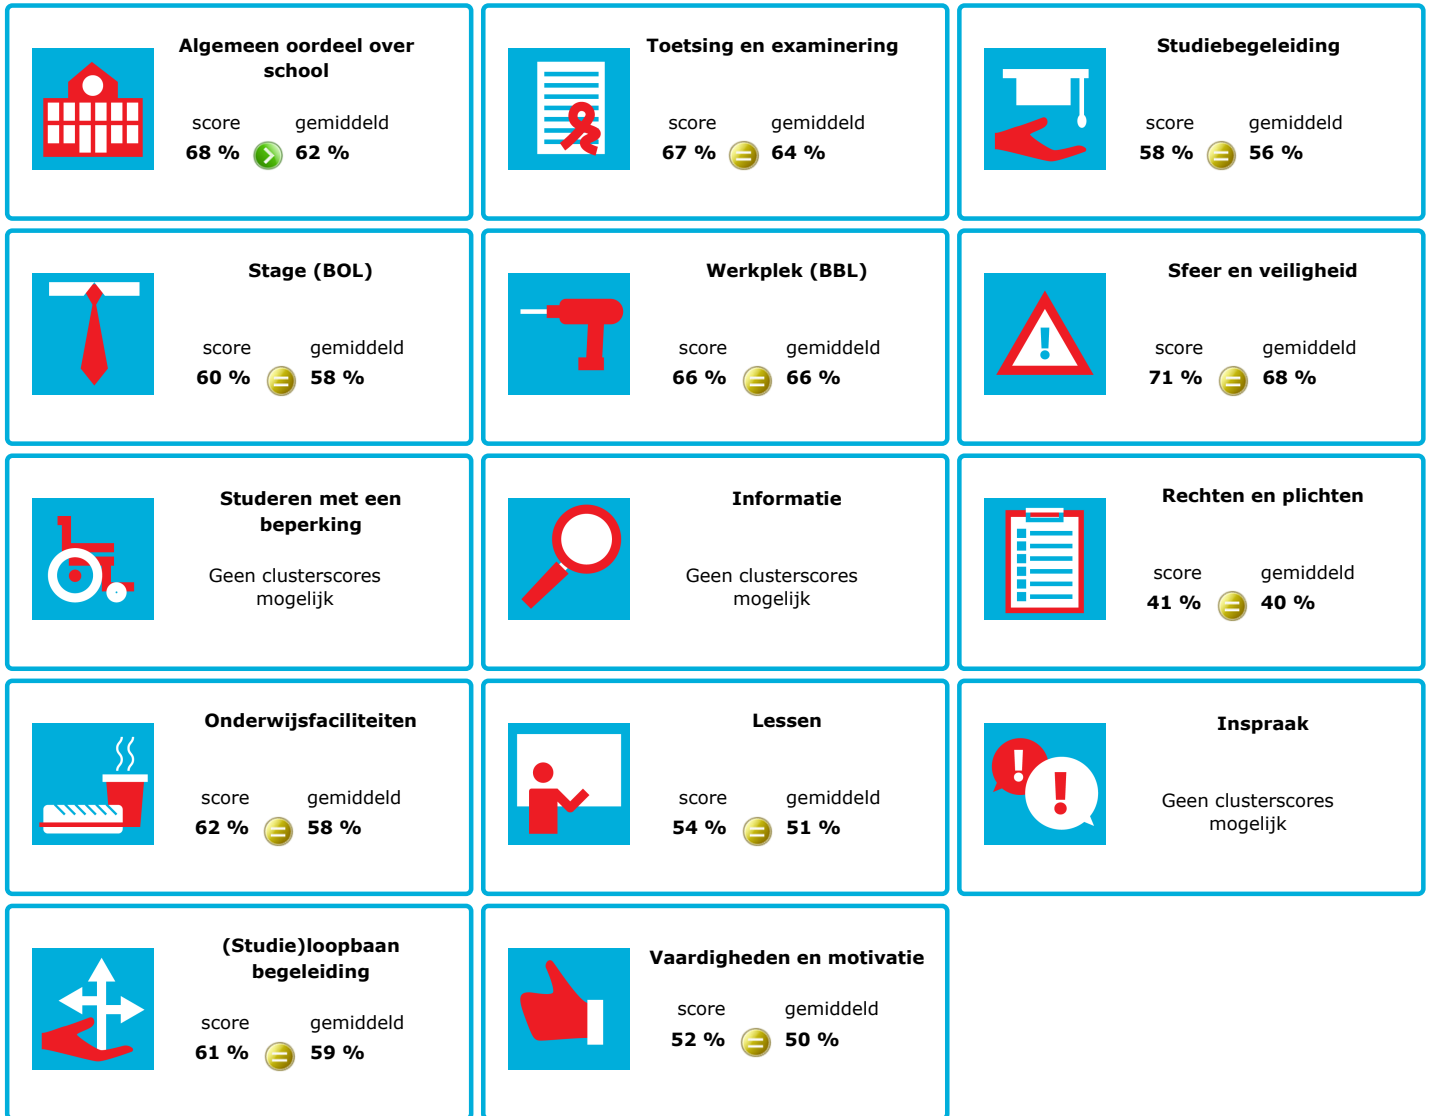 Algemeen oordeel over
school
score gemiddeld
68 % 62 %
Toetsing en examinering
score gemiddeld
67 % = 64 %
Studiebegeleiding
score gemiddeld
58 % = 56 %
Stage (BOL)
score gemiddeld
60 % = 58 %
Werkplek (BBL)
score gemiddeld
66 % = 66 %
Sfeer en veiligheid
!
score gemiddeld
71 % = 68 %
Studeren met een
beperking
Geen clusterscores
mogelijk
Informatie
Geen clusterscores
mogelijk
Rechten en plichten
score gemiddeld
41 % = 40 %
Onderwijsfaciliteiten
score gemiddeld
62 % = 58 %
Lessen
score gemiddeld
54 % = 51 %
Inspraak
! !
Geen clusterscores
mogelijk
(Studie)loopbaan
begeleiding
score gemiddeld
61 % = 59 %
Vaardigheden en motivatie
score gemiddeld
52 % = 50 %